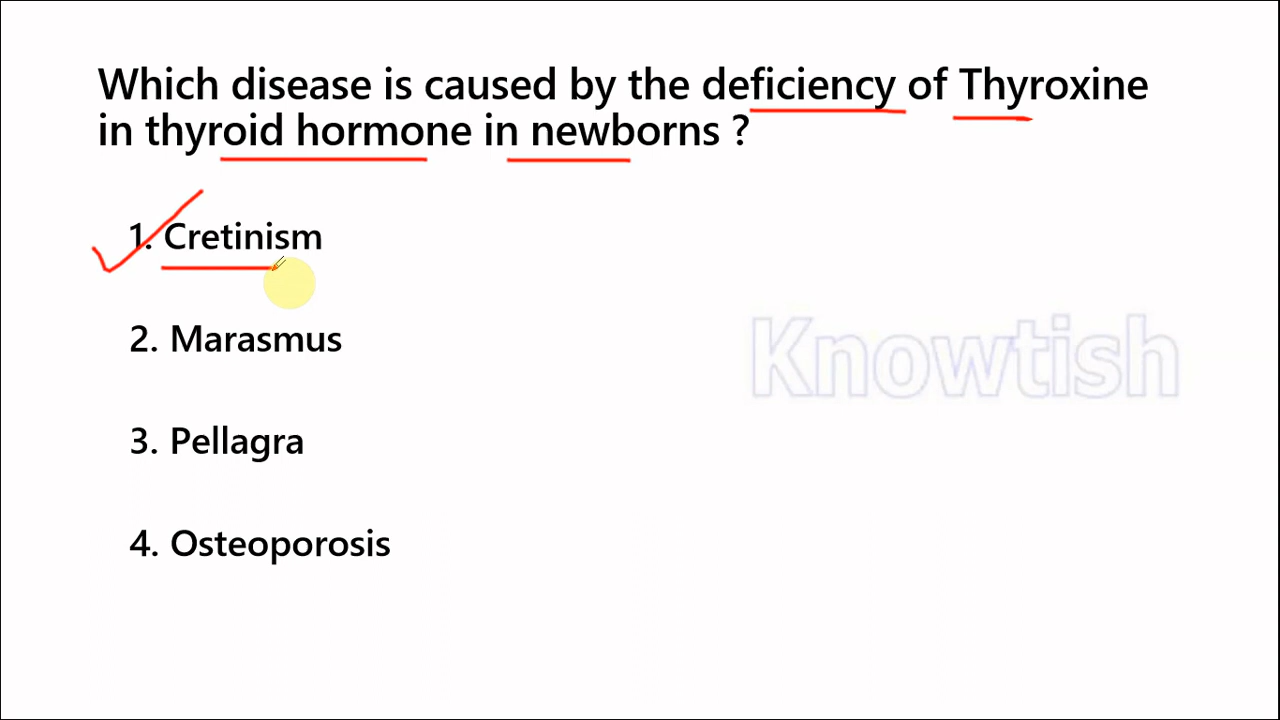 Which disease is caused by the deficiency of Thyroxine
in thyroid hormone in newborns ?
1. Cretinism
2. Marasmus
Knowtish
3. Pellagra
4. Osteoporosis